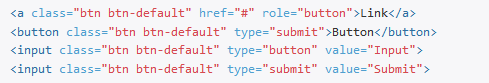 <a class="btn btn-default" href="#" role="button">Link</a>
<button class="btn btn-default" type="submit">Button</button>
<input class="btn btn-default" type="button" value="Input">
<input class="btn btn-default" type="submit" value="Submit">